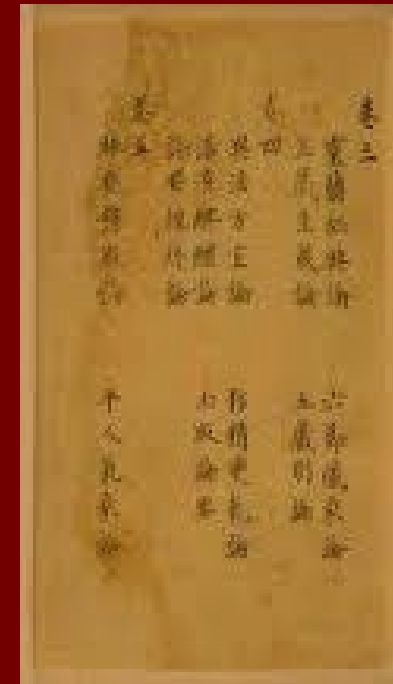 卷三
靈蘭秘典論 六節藏象論
五藏生成論 五藏別論
卷四
異法方宜論 移精變氣論
湯液醪醴論 玉版論要
診要經終論
卷五
脉要精微論 平人氣象論